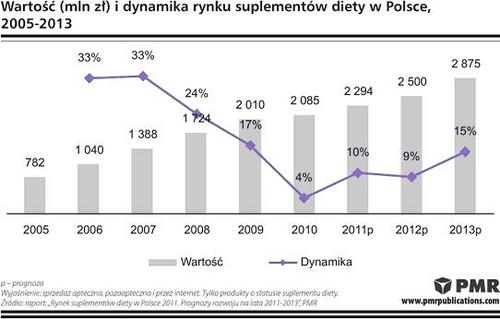 Wartość (mln zł) i dynamika rynku suplementów diety w Polsce,
2005-2013
33% 33% 24% 17% 4% 10% 9% 15%
782 1 040 1 388 1 724 2 010 2 085 2 294 2 500 2 875
2005 2006 2007 2008 2009 2010 2011p 2012p 2013p
Wartość Dynamika
p – prognoza
Wyjaśnienie: sprzedaż apteczna, pozaapteczna i przez internet. Tylko produkty o statusie suplementu diety.
Źródło: raport: „Rynek suplementów diety w Polsce 2011. Prognozy rozwoju na lata 2011-2013", PMR
PMR
www.pmrpublications.com